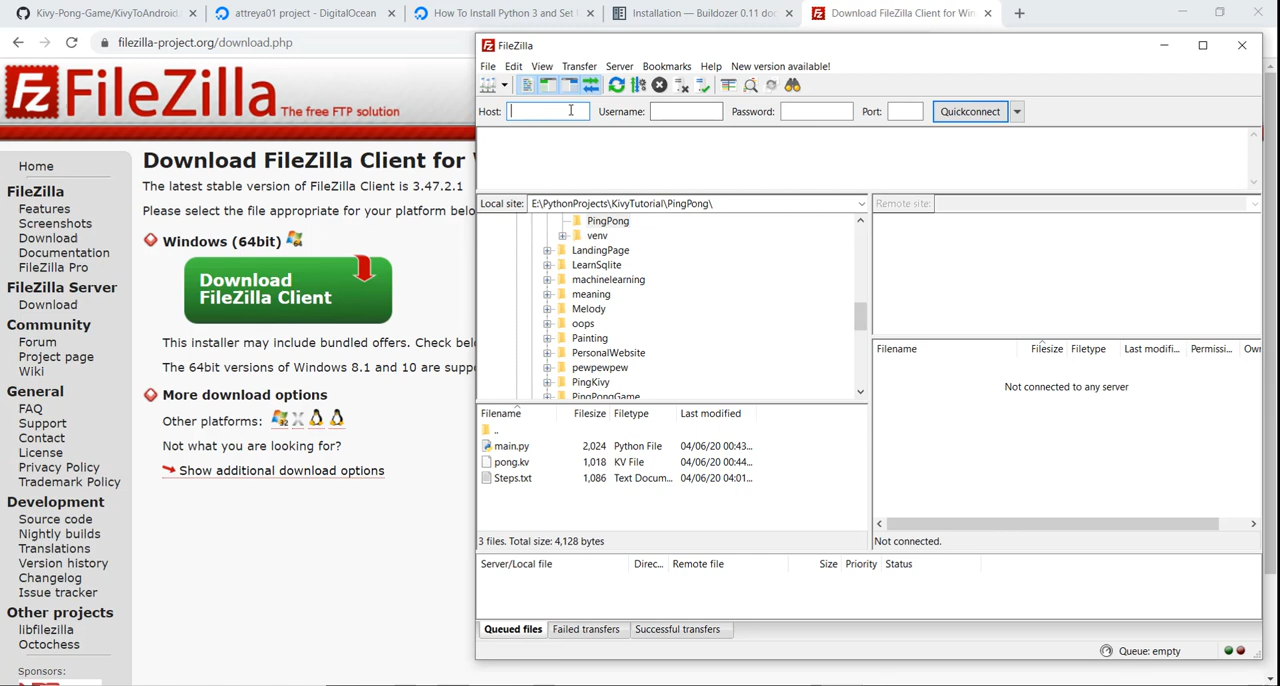 Kivy-Pong-Game/KivyToAndroid.
attreya01 project - DigitalOcean
How To Install Python 3 and Set
Installation — Buildozer 0.11 doc
Download FileZilla Client for Win
filezilla-project.org/download.php
FileZilla
The free FTP solution
Home
FileZilla
Features
Screenshots
Download
Documentation
FileZilla Pro
FileZilla Server
Download
Community
Forum
Project page
Wiki
General
FAQ
Support
Contact
License
Privacy Policy
Trademark Policy
Development
Source code
Nightly builds
Translations
Version history
Changelog
Issue tracker
Other projects
libfilezilla
Octochess
Sponsors:
Download FileZilla Client for
The latest stable version of FileZilla Client is 3.47.2.1
Please select the file appropriate for your platform belo
Windows (64bit)
Download
FileZilla Client
This installer may include bundled offers. Check bel
The 64bit versions of Windows 8.1 and 10 are supp
More download options
Other platforms:
Not what you are looking for?
Show additional download options
FileZilla
File Edit View Transfer Server Bookmarks Help New version available!
Host: Username: Password: Port: Quickconnect
Local site: E:\PythonProjects\KivyTutorial\PingPong\
PingPong
venv
LandingPage
LearnSqlite
machinelearning
meaning
Melody
oops
Painting
PersonalWebsite
pewpewpew
PingKivy
PingPongGame
Filename Filesize Filetype Last modified
..
main.py 2,024 Python File 04/06/20 00:43...
pong.kv 1,018 KV File 04/06/20 00:44...
Steps.txt 1,086 Text Docum... 04/06/20 04:01...
3 files. Total size: 4,128 bytes
Remote site:
Filename Filesize Filetype Last modifi... Permissi... Own
Not connected to any server
Not connected.
Server/Local file Direc... Remote file Size Priority Status
Queued files Failed transfers Successful transfers
Queue: empty